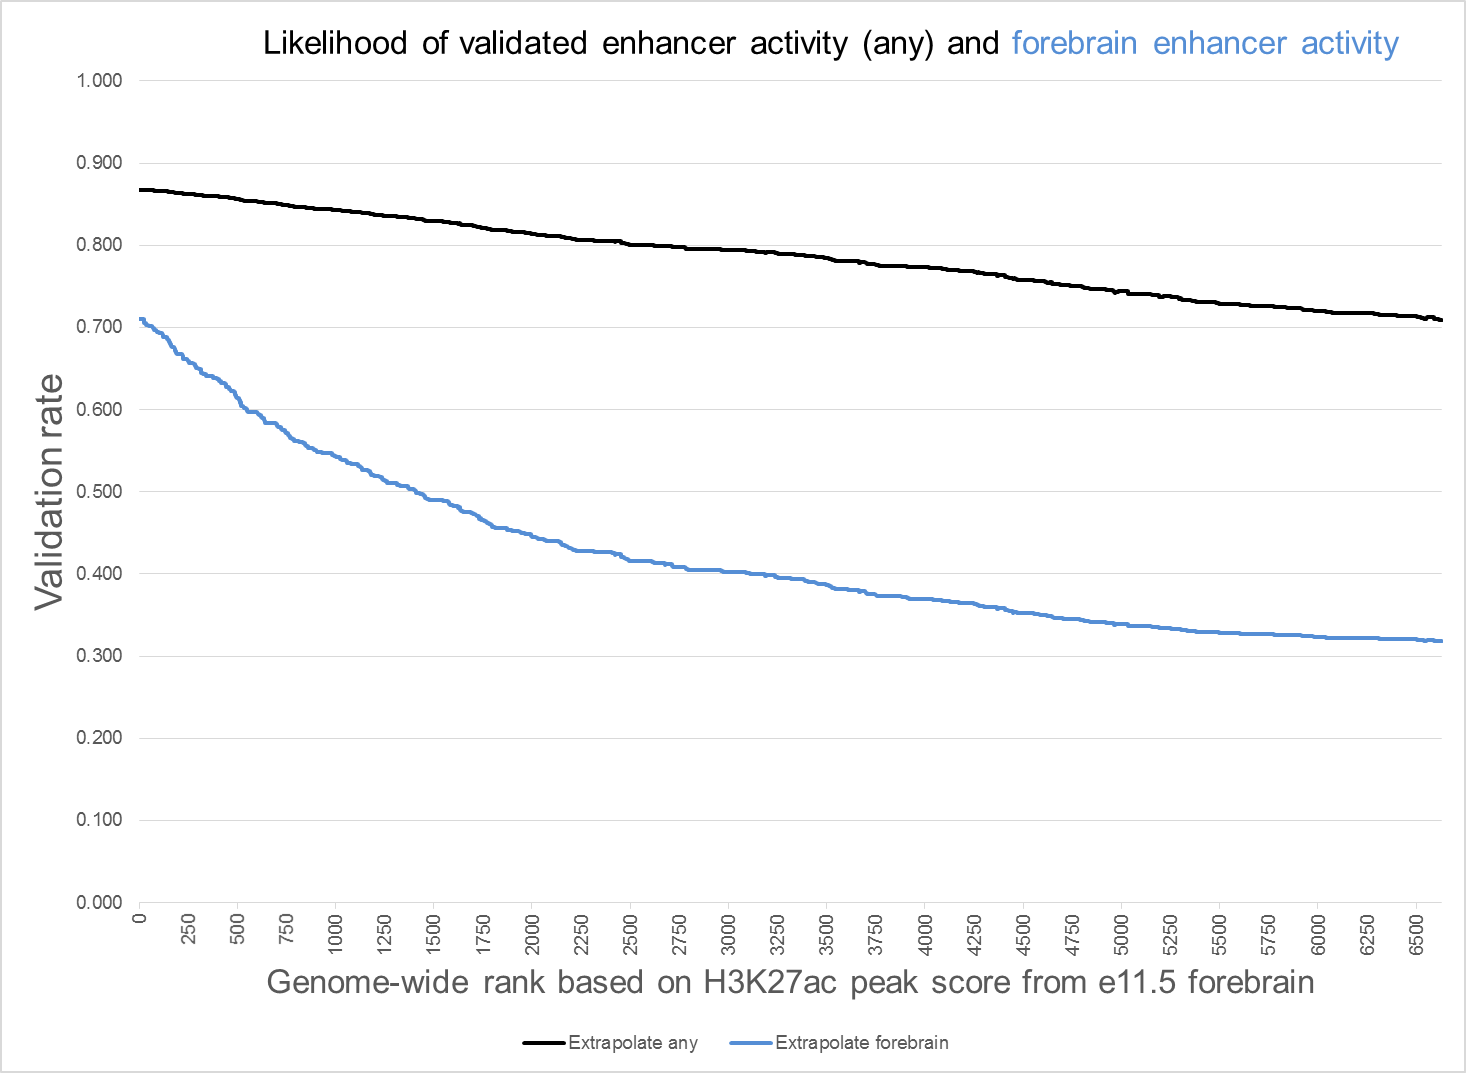 Likelihood of validated enhancer activity (any) and forebrain enhancer activity
1.000
0.900
0.800
0.700
0.600
0.500
0.400
0.300
0.200
0.100
0.000
Validation rate
0 250 500 750 1000 1250 1500 1750 2000 2250 2500 2750 3000 3250 3500 3750 4000 4250 4500 4750 5000 5250 5500 5750 6000 6250 6500
Genome-wide rank based on H3K27ac peak score from e11.5 forebrain
Extrapolate any Extrapolate forebrain